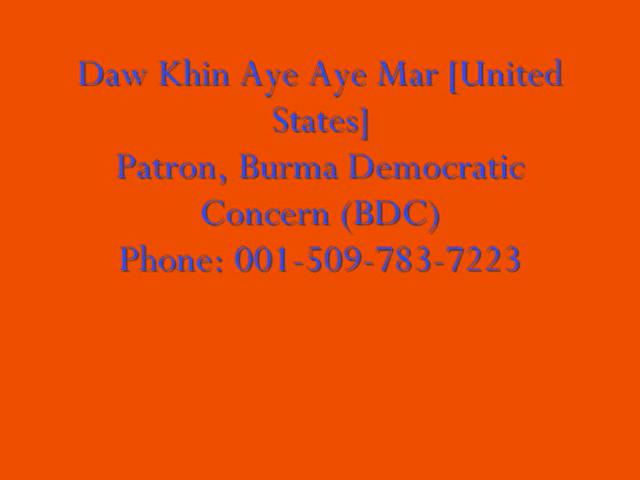 Daw Khin Aye Aye Mar [United
States]
Patron, Burma Democratic
Concern (BDC)
Phone: 001-509-783-7223